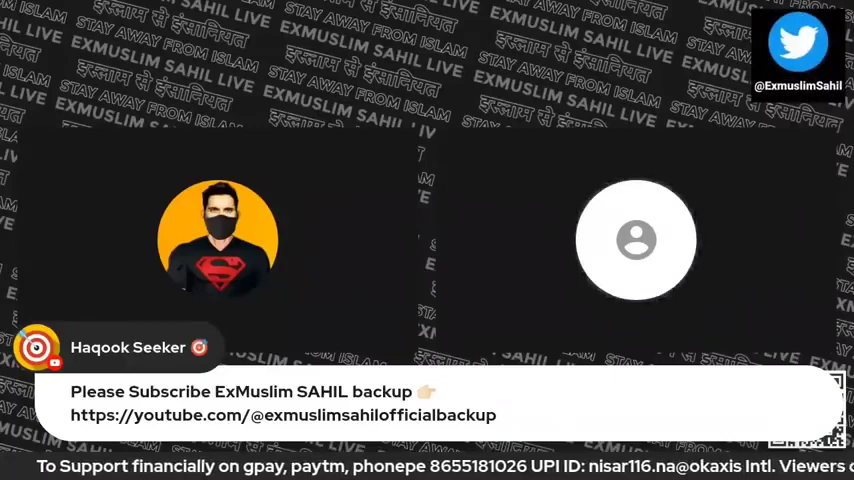 @ExmuslimSahil
STAY AWAY FROM ISLAM
इस्लाम से इंसानियत
EXMUSLIM SAHIL LIVE
Haqook Seeker 🎯
Please Subscribe ExMuslim SAHIL backup 👉🏻
https://youtube.com/@exmuslimsahilofficialbackup
To Support financially on gpay, paytm, phonepe 8655181026 UPI ID: nisar116.na@okaxis Intl. Viewers